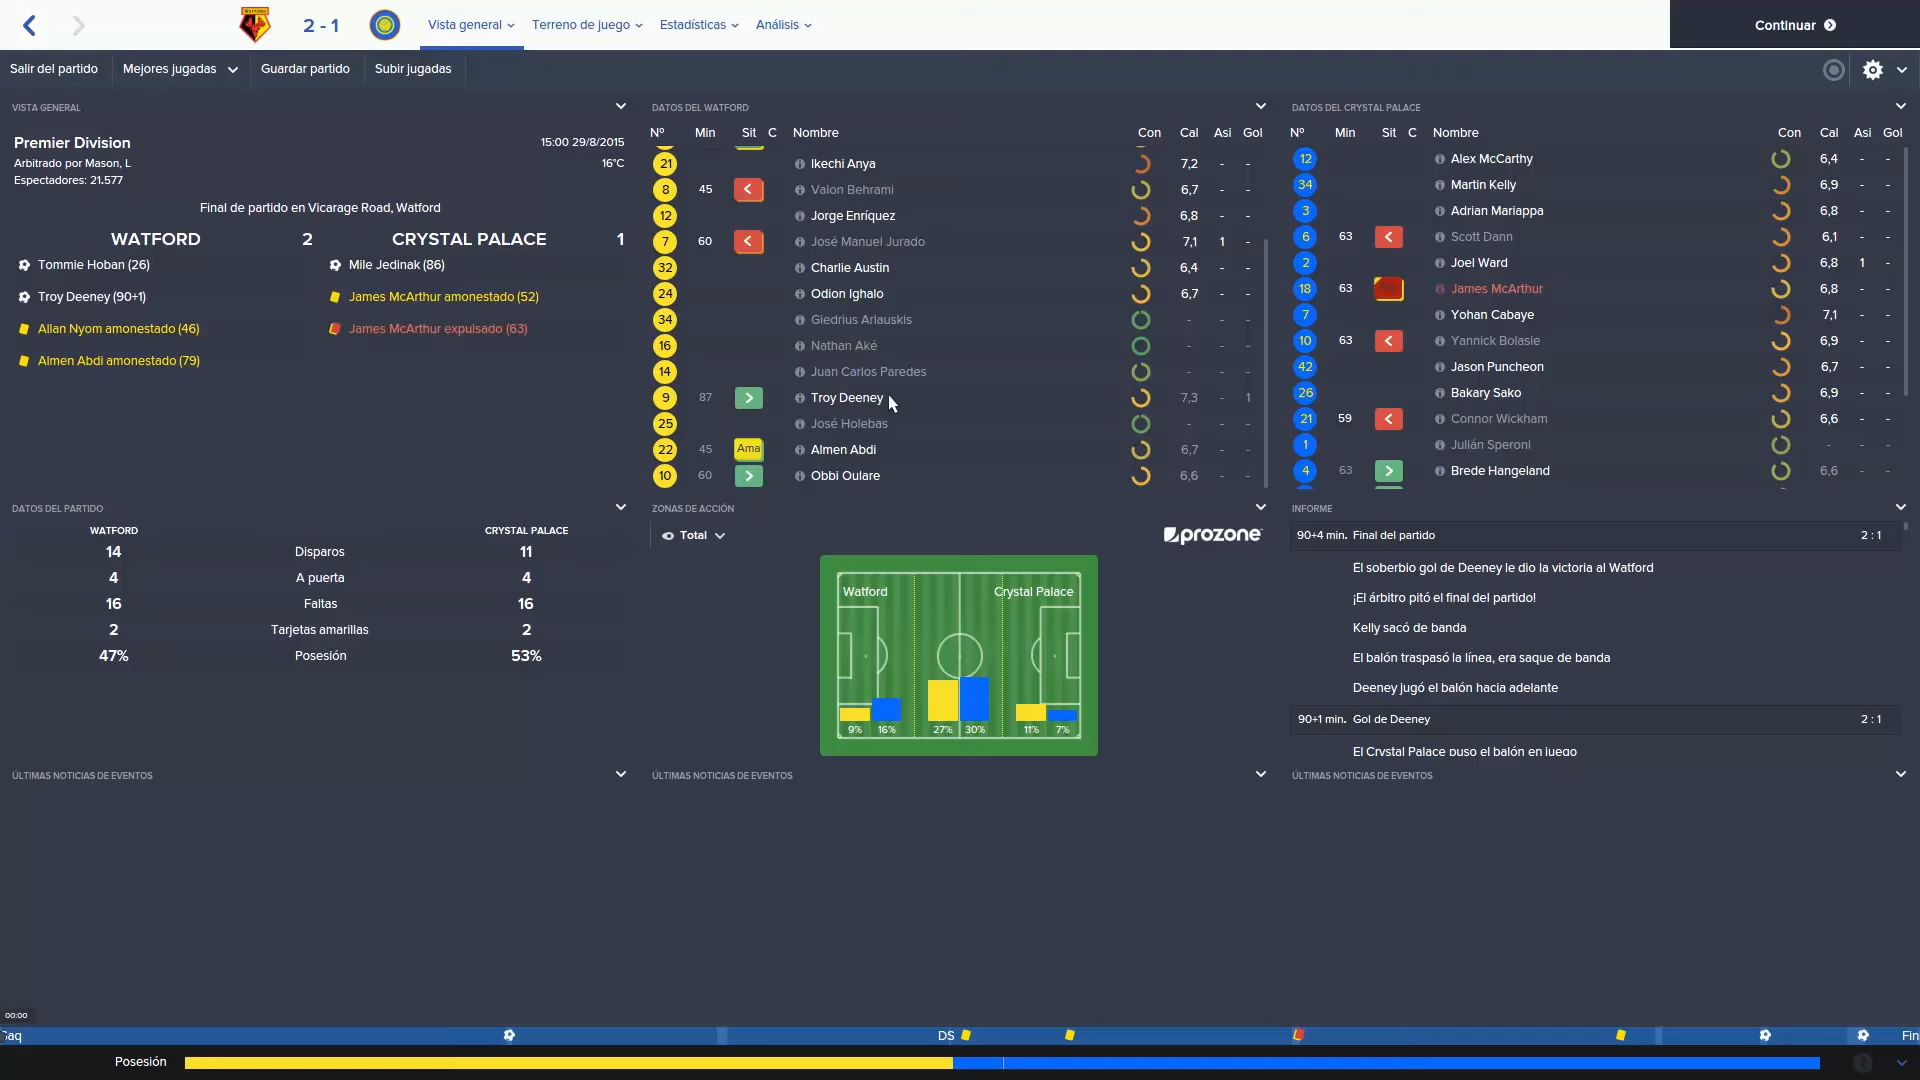 2 - 1
Vista general
Terreno de juego
Estadísticas
Análisis
Continuar
Salir del partido
Mejores jugadas
Guardar partido
Subir jugadas
VISTA GENERAL
Premier Division
15:00 29/8/2015
Arbitrado por Mason, L
16°C
Espectadores: 21.577
Final de partido en Vicarage Road, Watford
WATFORD 2 CRYSTAL PALACE 1
Tommie Hoban (26)
Mile Jedinak (86)
Troy Deeney (90+1)
James McArthur amonestado (52)
Allan Nyom amonestado (46)
James McArthur expulsado (63)
Almen Abdi amonestado (79)
DATOS DEL WATFORD
Nº Min Sit C Nombre Con Cal Asi Gol
21 Ikechi Anya 7,2 - -
8 45 Valon Behrami 6,7 - -
12 Jorge Enríquez 6,8 - -
7 60 José Manuel Jurado 7,1 1 -
32 Charlie Austin 6,4 - -
24 Odion Ighalo 6,7 - -
34 Giedrius Arlauskis - - -
16 Nathan Aké - - -
14 Juan Carlos Paredes - - -
9 87 Troy Deeney 7,3 - 1
25 José Holebas - - -
22 45 Ama Almen Abdi 6,7 - -
10 60 Obbi Oulare 6,6 - -
DATOS DEL CRYSTAL PALACE
Nº Min Sit C Nombre Con Cal Asi Gol
12 Alex McCarthy 6,4 - -
34 Martin Kelly 6,9 - -
3 Adrian Mariappa 6,8 - -
6 63 Scott Dann 6,1 - -
2 Joel Ward 6,8 1 -
18 63 James McArthur 6,8 - -
7 Yohan Cabaye 7,1 - -
10 63 Yannick Bolasie 6,9 - -
42 Jason Puncheon 6,7 - -
26 Bakary Sako 6,9 - -
21 59 Connor Wickham 6,6 - -
1 Julián Speroni - - -
4 63 Brede Hangeland 6,6 - -
DATOS DEL PARTIDO
WATFORD CRYSTAL PALACE
14 Disparos 11
4 A puerta 4
16 Faltas 16
2 Tarjetas amarillas 2
47% Posesión 53%
ZONAS DE ACCIÓN
Total
prozone
Watford Crystal Palace
9% 16% 27% 30% 11% 7%
INFORME
90+4 min. Final del partido 2 : 1
El soberbio gol de Deeney le dio la victoria al Watford
¡El árbitro pitó el final del partido!
Kelly sacó de banda
El balón traspasó la línea, era saque de banda
Deeney jugó el balón hacia adelante
90+1 min. Gol de Deeney 2 : 1
El Crystal Palace puso el balón en juego
ÚLTIMAS NOTICIAS DE EVENTOS
ÚLTIMAS NOTICIAS DE EVENTOS
ÚLTIMAS NOTICIAS DE EVENTOS
00:00
Saq DS Fin
Posesión